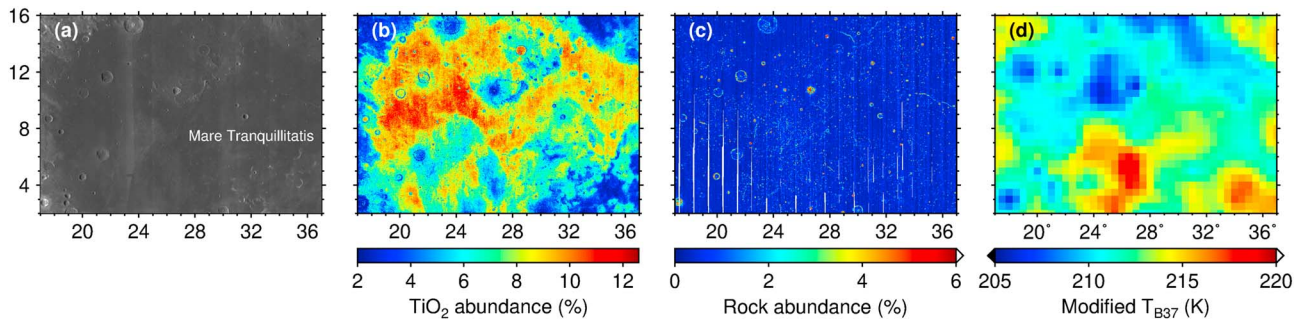 (a) (b) (c) (d)
16
12
8
4
Mare Tranquillitatis
20 24 28 32 36 20 24 28 32 36 20 24 28 32 36 20° 24° 28° 32° 36°
2 4 6 8 10 12 0 2 4 6 205 210 215 220
TiO₂ abundance (%) Rock abundance (%) Modified T_B37 (K)